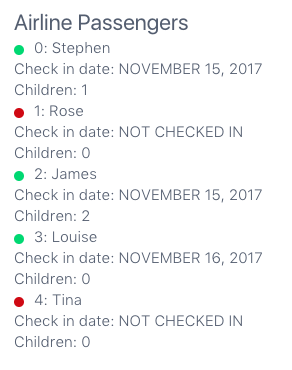 Airline Passengers
0: Stephen
Check in date: NOVEMBER 15, 2017
Children: 1
1: Rose
Check in date: NOT CHECKED IN
Children: 0
2: James
Check in date: NOVEMBER 15, 2017
Children: 2
3: Louise
Check in date: NOVEMBER 16, 2017
Children: 0
4: Tina
Check in date: NOT CHECKED IN
Children: 0